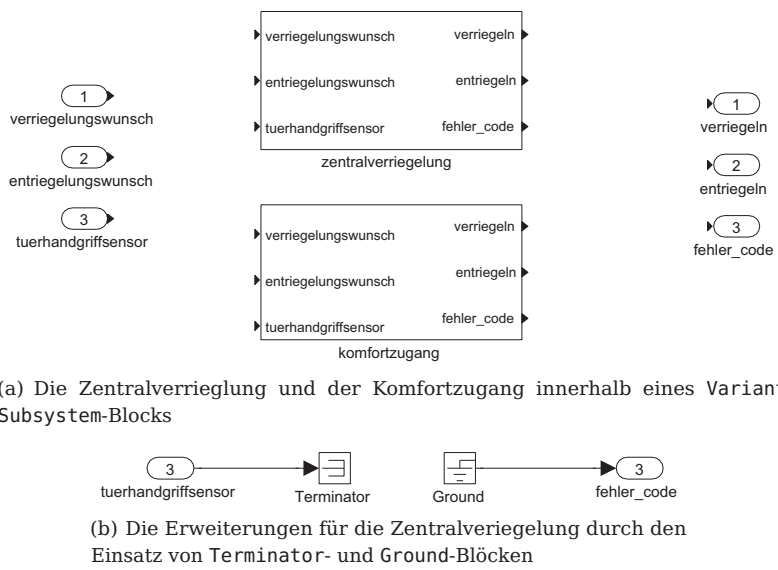 verriegelungswunsch verriegeln
entriegelungswunsch entriegeln
tuerhandgriffsensor fehler_code
zentralverriegelung
1
verriegelungswunsch
2
entriegelungswunsch
3
tuerhandgriffsensor
1
verriegeln
2
entriegeln
3
fehler_code
verriegelungswunsch verriegeln
entriegelungswunsch entriegeln
tuerhandgriffsensor fehler_code
komfortzugang
(a) Die Zentralverrieglung und der Komfortzugang innerhalb eines Variant
Subsystem-Blocks
3 3
tuerhandgriffsensor Terminator Ground fehler_code
(b) Die Erweiterungen für die Zentralveriegelung durch den
Einsatz von Terminator- und Ground-Blöcken